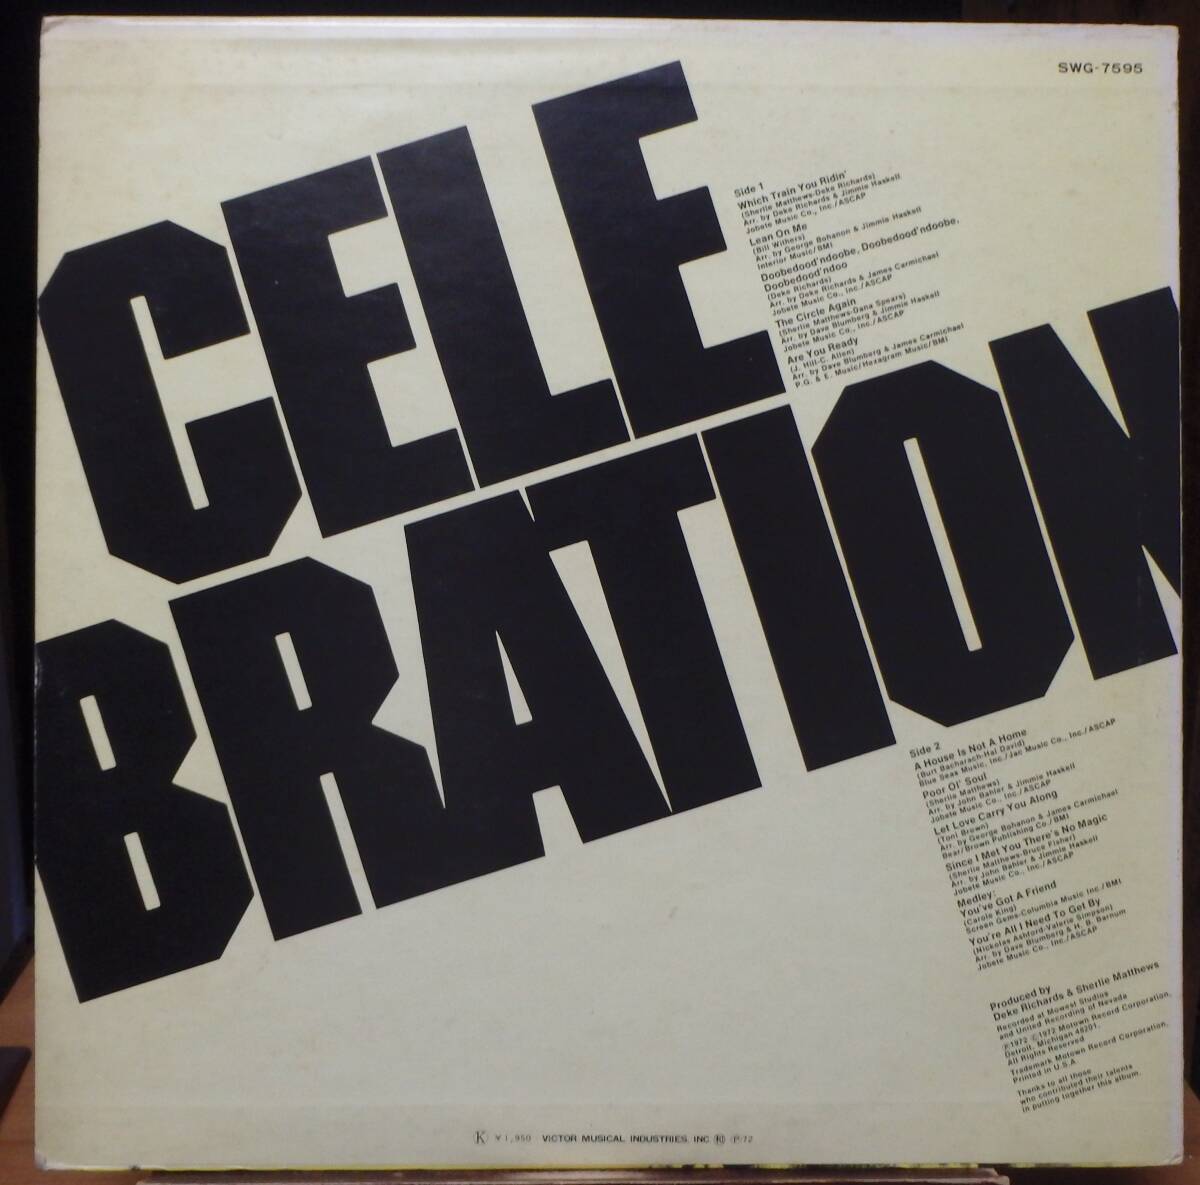 SWG-7595
CELE
BRATION
Side 1
Which Train You Ridin'
(Sherlie Matthews-Deke Richards)
Arr. by Deke Richards & Jimmie Haskell
Jobete Music Co., Inc./ASCAP
Lean On Me
(Bill Withers)
Arr. by George Bohanon & Jimmie Haskell
Interior Music/BMI
Doobedood'ndoobe, Doobedood'ndoobe,
Doobedood'ndoo
(Deke Richards)
Arr. by Deke Richards & James Carmichael
Jobete Music Co., Inc./ASCAP
The Circle Again
(Sherlie Matthews-Dana Spears)
Arr. by Dave Blumberg & Jimmie Haskell
Jobete Music Co., Inc./ASCAP
Are You Ready
(J. Hill-C. Allen)
Arr. by Dave Blumberg & James Carmichael
P.G. & E. Music/Hexagram Music/BMI
Side 2
A House Is Not A Home
(Burt Bacharach-Hal David)
Blue Seas Music, Inc./Jac Music Co., Inc./ASCAP
Poor Ol' Soul
(Sherlie Matthews)
Arr. by John Bahler & Jimmie Haskell
Jobete Music Co., Inc./ASCAP
Let Love Carry You Along
(Toni Brown)
Arr. by George Bohanon & James Carmichael
Bear/Brown Publishing Co./BMI
Since I Met You There's No Magic
(Sherlie Matthews-Bruce Fisher)
Arr. by John Bahler & Jimmie Haskell
Jobete Music Co., Inc./ASCAP
Medley:
You've Got A Friend
(Carole King)
Screen Gems-Columbia Music Inc./BMI
You're All I Need To Get By
(Nickolas Ashford-Valerie Simpson)
Arr. by Dave Blumberg & H. B. Barnum
Jobete Music Co., Inc./ASCAP
Produced by
Deke Richards & Sherlie Matthews
Recorded at Mowest Studios
and United Recording of Nevada
Ⓟ1972 ©1972 Motown Record Corporation,
Detroit, Michigan 48201.
All Rights Reserved
Trademark Motown Record Corporation,
Printed in U.S.A.
Thanks to all those
who contributed their talents
in putting together this album.
Ⓚ ¥1,950 VICTOR MUSICAL INDUSTRIES, INC Ⓚ Ⓟ'72